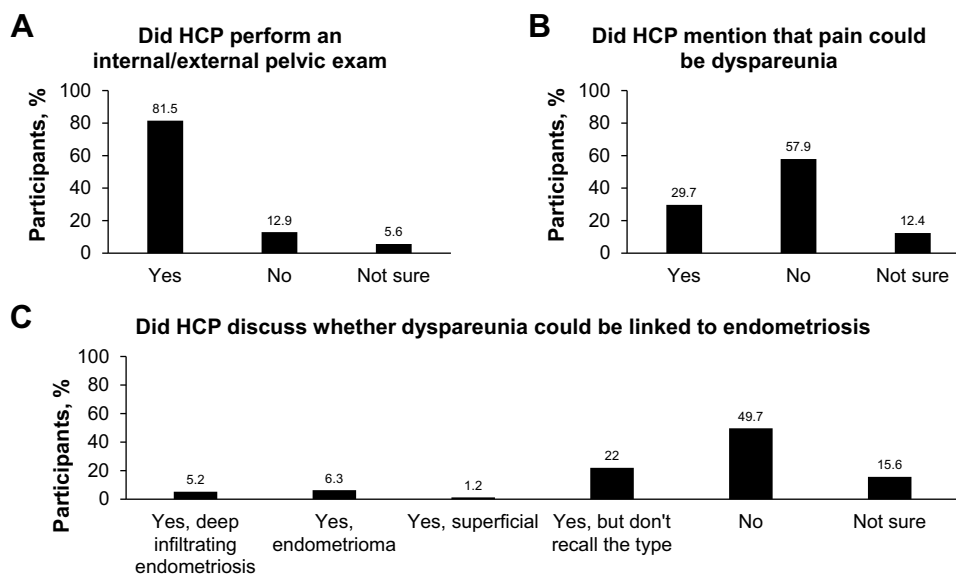 A
Did HCP perform an
internal/external pelvic exam
Participants, %
100
80
60
40
20
0
81.5
12.9
5.6
Yes
No
Not sure
B
Did HCP mention that pain could
be dyspareunia
Participants, %
100
80
60
40
20
0
29.7
57.9
12.4
Yes
No
Not sure
C
Did HCP discuss whether dyspareunia could be linked to endometriosis
Participants, %
100
80
60
40
20
0
5.2
6.3
1.2
22
49.7
15.6
Yes, deep
infiltrating
endometriosis
Yes,
endometrioma
Yes, superficial
Yes, but don't
recall the type
No
Not sure